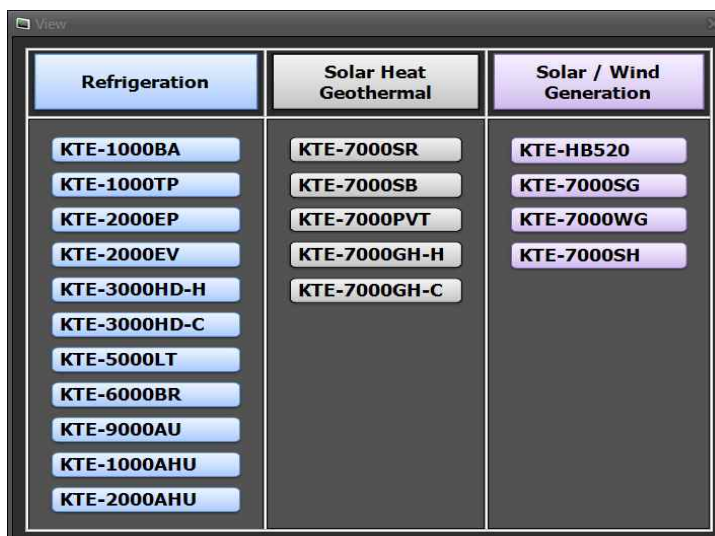 View
Refrigeration
KTE-1000BA
KTE-1000TP
KTE-2000EP
KTE-2000EV
KTE-3000HD-H
KTE-3000HD-C
KTE-5000LT
KTE-6000BR
KTE-9000AU
KTE-1000AHU
KTE-2000AHU
Solar Heat
Geothermal
KTE-7000SR
KTE-7000SB
KTE-7000PVT
KTE-7000GH-H
KTE-7000GH-C
Solar / Wind
Generation
KTE-HB520
KTE-7000SG
KTE-7000WG
KTE-7000SH